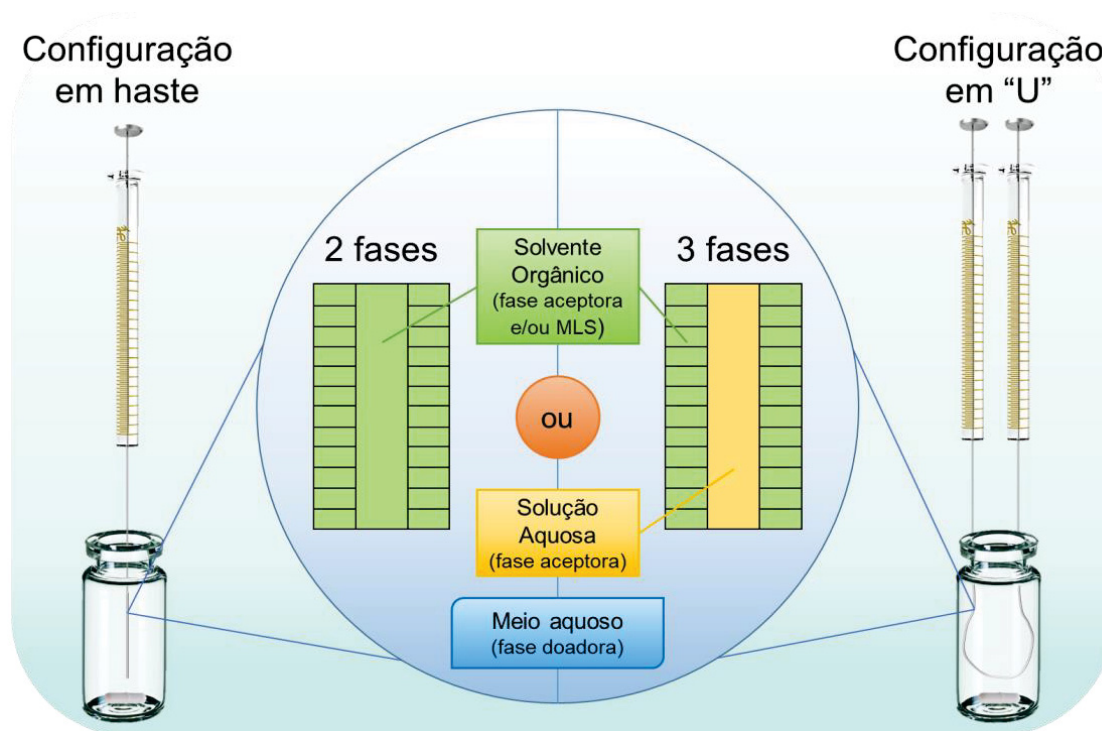 Configuração
em haste
Configuração
em “U”
2 fases
Solvente
Orgânico
(fase aceptora
e/ou MLS)
3 fases
ou
Solução
Aquosa
(fase aceptora)
Meio aquoso
(fase doadora)